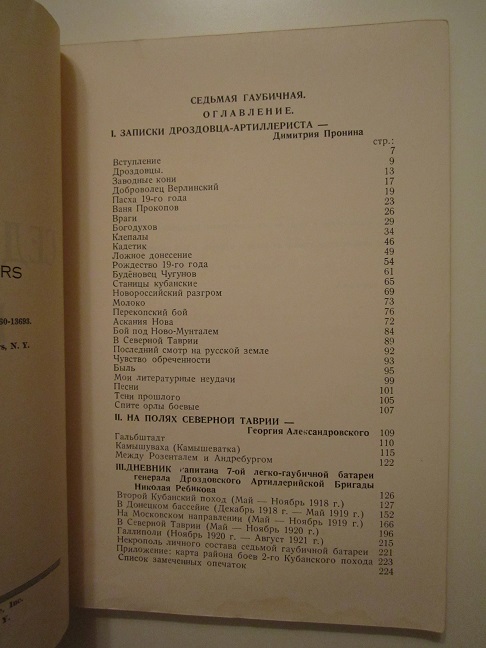 СЕДЬМАЯ ГАУБИЧНАЯ.
ОГЛАВЛЕНИЕ.
I. ЗАПИСКИ ДРОЗДОВЦА-АРТИЛЛЕРИСТА —
Димитрия Пронина
стр.:
Вступление 7
Дроздовцы. 9
Заводные кони 13
Доброволец Верлинский 17
Пасха 19-го года 19
Ваня Прокопов 23
Враги 26
Богодухов 29
Клепалы 34
Кадетик 46
Ложное донесение 49
Рождество 19-го года 54
Будёновец Чугунов 61
Станицы кубанские 65
Новороссийский разгром 69
Молоко 73
Перекопский бой 76
Аскания Нова 72
Бой под Ново-Мунталем 84
В Северной Таврии 89
Последний смотр на русской земле 92
Чувство обреченности 93
Быль 95
Мои литературные неудачи 99
Песни 101
Тени прошлого 105
Спите орлы боевые 107
II. НА ПОЛЯХ СЕВЕРНОЙ ТАВРИИ —
Георгия Александровского 109
Гальбштадт 110
Камышуваха (Камышеватка) 115
Между Розенталем и Андребургом 122
III. ДНЕВНИК капитана 7-ой легко-гаубичной батареи
генерала Дроздовского Артиллерийской Бригады
Николая Ребикова 126
Второй Кубанский поход (Май — Ноябрь 1918 г.) 127
В Донецком бассейне (Декабрь 1918 г. — Май 1919 г.) 152
На Московском направлении (Май — Ноябрь 1919 г.) 166
В Северной Таврии (Май — Ноябрь 1920 г.) 196
Галлиполи (Ноябрь 1920 г. — Август 1921 г.) 215
Некрополь личного состава седьмой гаубичной батареи 221
Приложение: карта района боев 2-го Кубанского похода 223
Список замеченных опечаток 224
RS
60-13693.
rs, N. Y.
Inc.
Y.